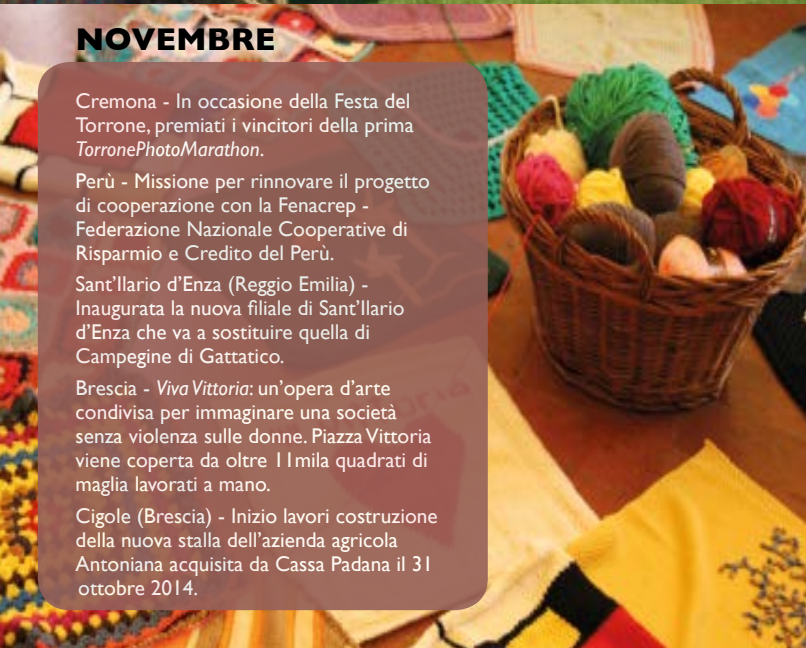 NOVEMBRE
Cremona - In occasione della Festa del
Torrone, premiati i vincitori della prima
TorronePhotoMarathon.
Perù - Missione per rinnovare il progetto
di cooperazione con la Fenacrep -
Federazione Nazionale Cooperative di
Risparmio e Credito del Perù.
Sant'Ilario d'Enza (Reggio Emilia) -
Inaugurata la nuova filiale di Sant'Ilario
d'Enza che va a sostituire quella di
Campegine di Gattatico.
Brescia - Viva Vittoria: un'opera d'arte
condivisa per immaginare una società
senza violenza sulle donne. Piazza Vittoria
viene coperta da oltre 11mila quadrati di
maglia lavorati a mano.
Cigole (Brescia) - Inizio lavori costruzione
della nuova stalla dell'azienda agricola
Antoniana acquisita da Cassa Padana il 31
ottobre 2014.